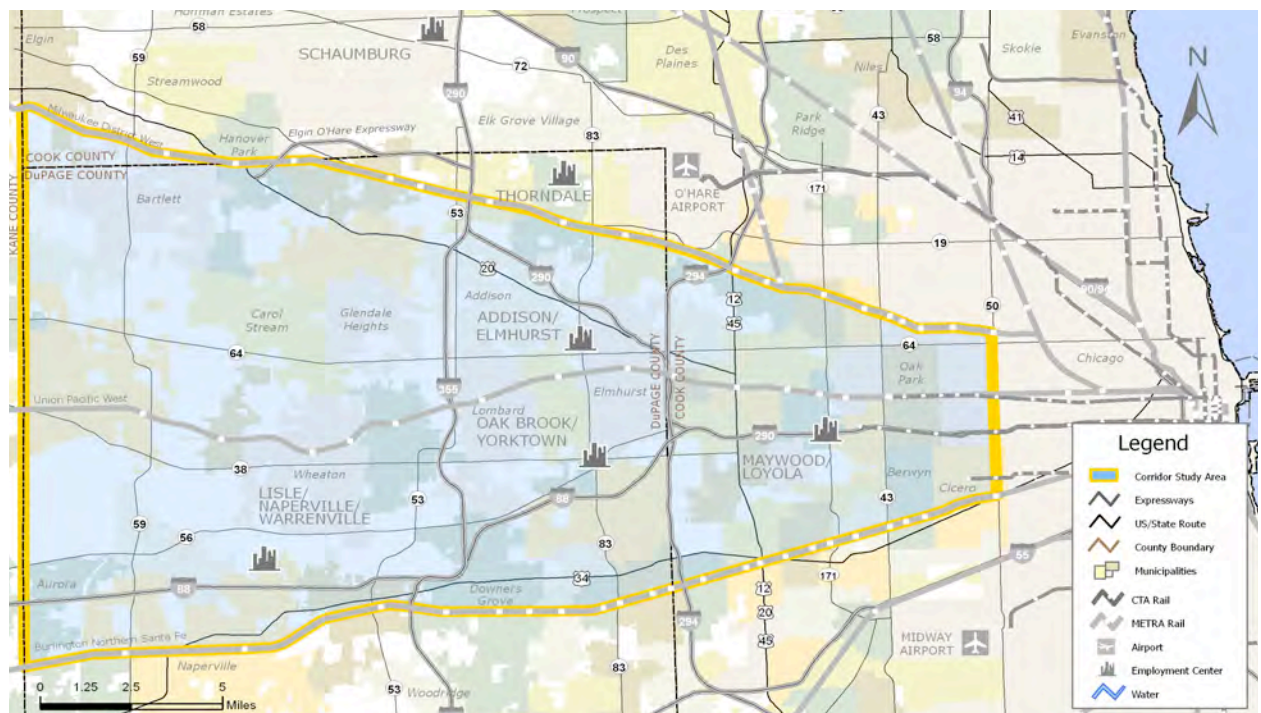 Hoffman Estates
Prospect
58
Elgin
59
SCHAUMBURG
Streamwood
72
90
Des
Plaines
58
Skokie
Evanston
N
Niles
290
94
Milwaukee District West
Hanover
Park
Elgin O'Hare Expressway
Elk Grove Village
83
Park
Ridge
43
41
14
COOK COUNTY
DuPAGE COUNTY
KANE COUNTY
Bartlett
THORNDALE
O'HARE
AIRPORT
171
53
19
20
290
294
Addison
12
45
50
90/94
Carol
Stream
Glendale
Heights
ADDISON/
ELMHURST
64
64
Chicago
DuPAGE COUNTY
COOK COUNTY
Oak
Park
355
Elmhurst
Union Pacific West
Lombard
OAK BROOK/
YORKTOWN
290
38
Wheaton
MAYWOOD/
LOYOLA
Berwyn
Cicero
LISLE/
NAPERVILLE/
WARRENVILLE
53
88
43
59
56
83
55
Aurora
88
34
Downers
Grove
171
12
20
45
Burlington Northern Santa Fe
294
MIDWAY
AIRPORT
Naperville
83
53
Woodridge
0 1.25 2.5 5
Miles
Legend
Corridor Study Area
Expressways
US/State Route
County Boundary
Municipalities
CTA Rail
METRA Rail
Airport
Employment Center
Water